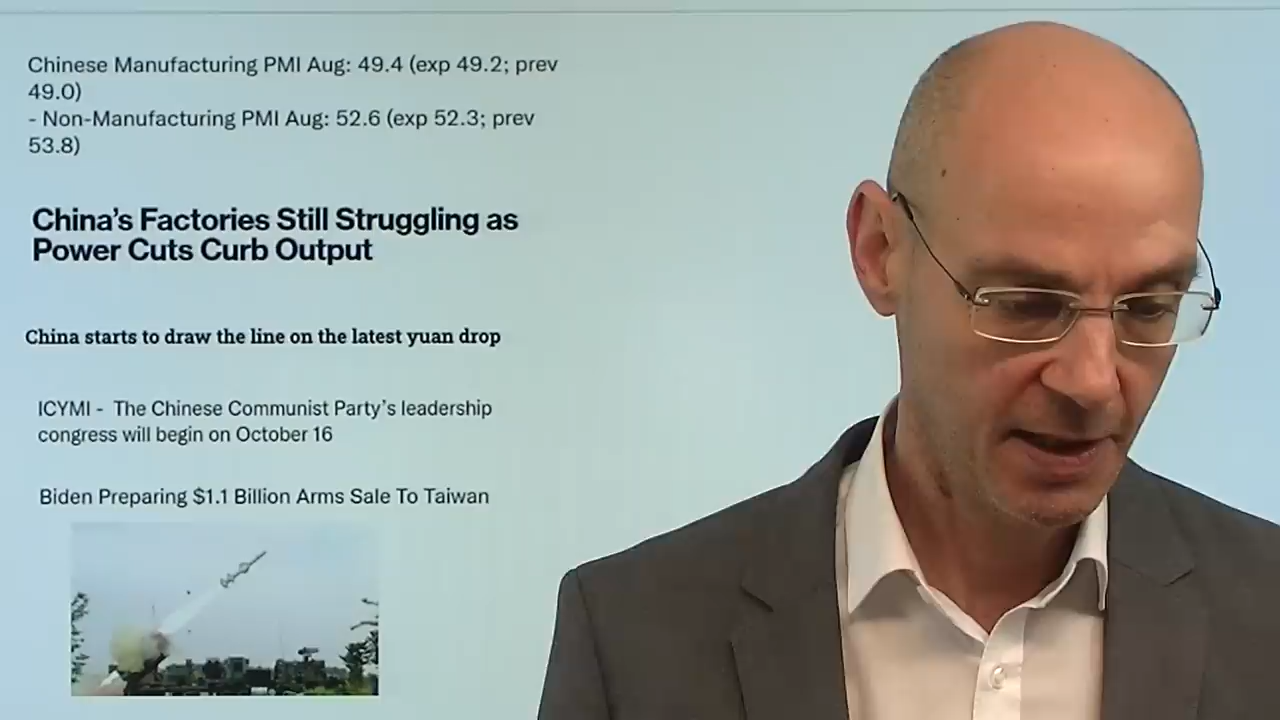 Chinese Manufacturing PMI Aug: 49.4 (exp 49.2; prev
49.0)
- Non-Manufacturing PMI Aug: 52.6 (exp 52.3; prev
53.8)
China's Factories Still Struggling as
Power Cuts Curb Output
China starts to draw the line on the latest yuan drop
ICYMI - The Chinese Communist Party's leadership
congress will begin on October 16
Biden Preparing $1.1 Billion Arms Sale To Taiwan